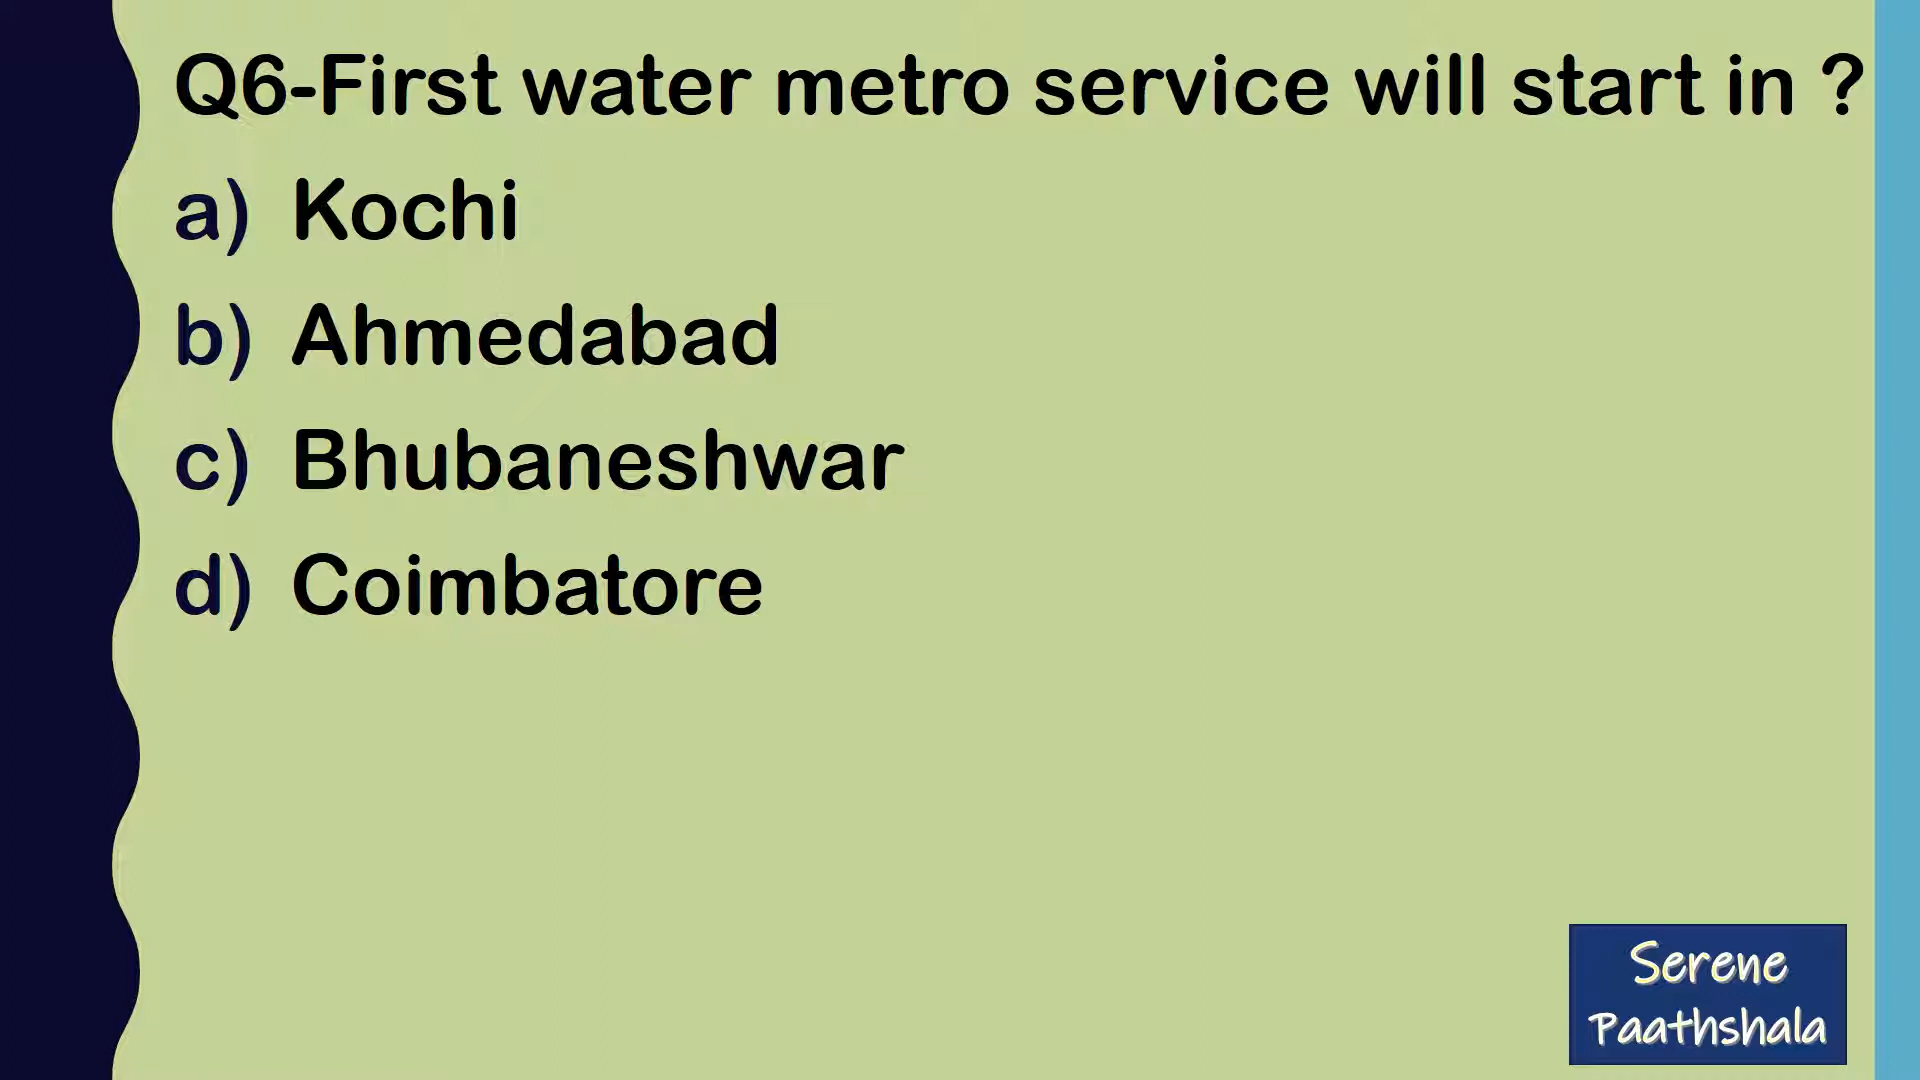 Q6-First water metro service will start in ?
a) Kochi
b) Ahmedabad
c) Bhubaneshwar
d) Coimbatore
Serene
Paathshala